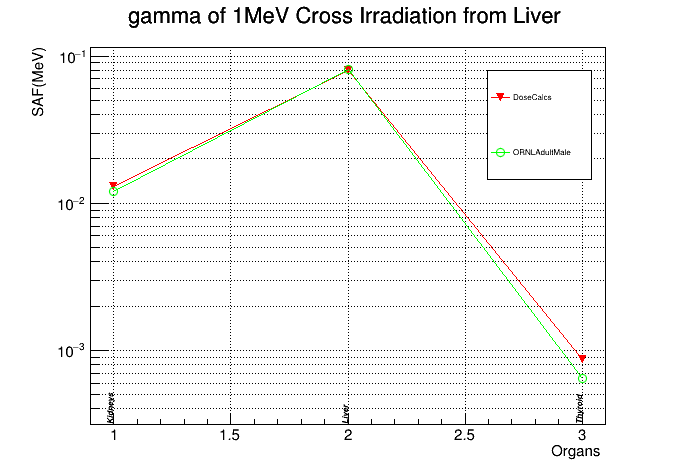 gamma of 1MeV Cross Irradiation from Liver
SAF(MeV)
10⁻¹
10⁻²
10⁻³
DoseCalcs
ORNLAdultMale
Kidneys
Liver
Thyroid
1
1.5
2
2.5
3
Organs